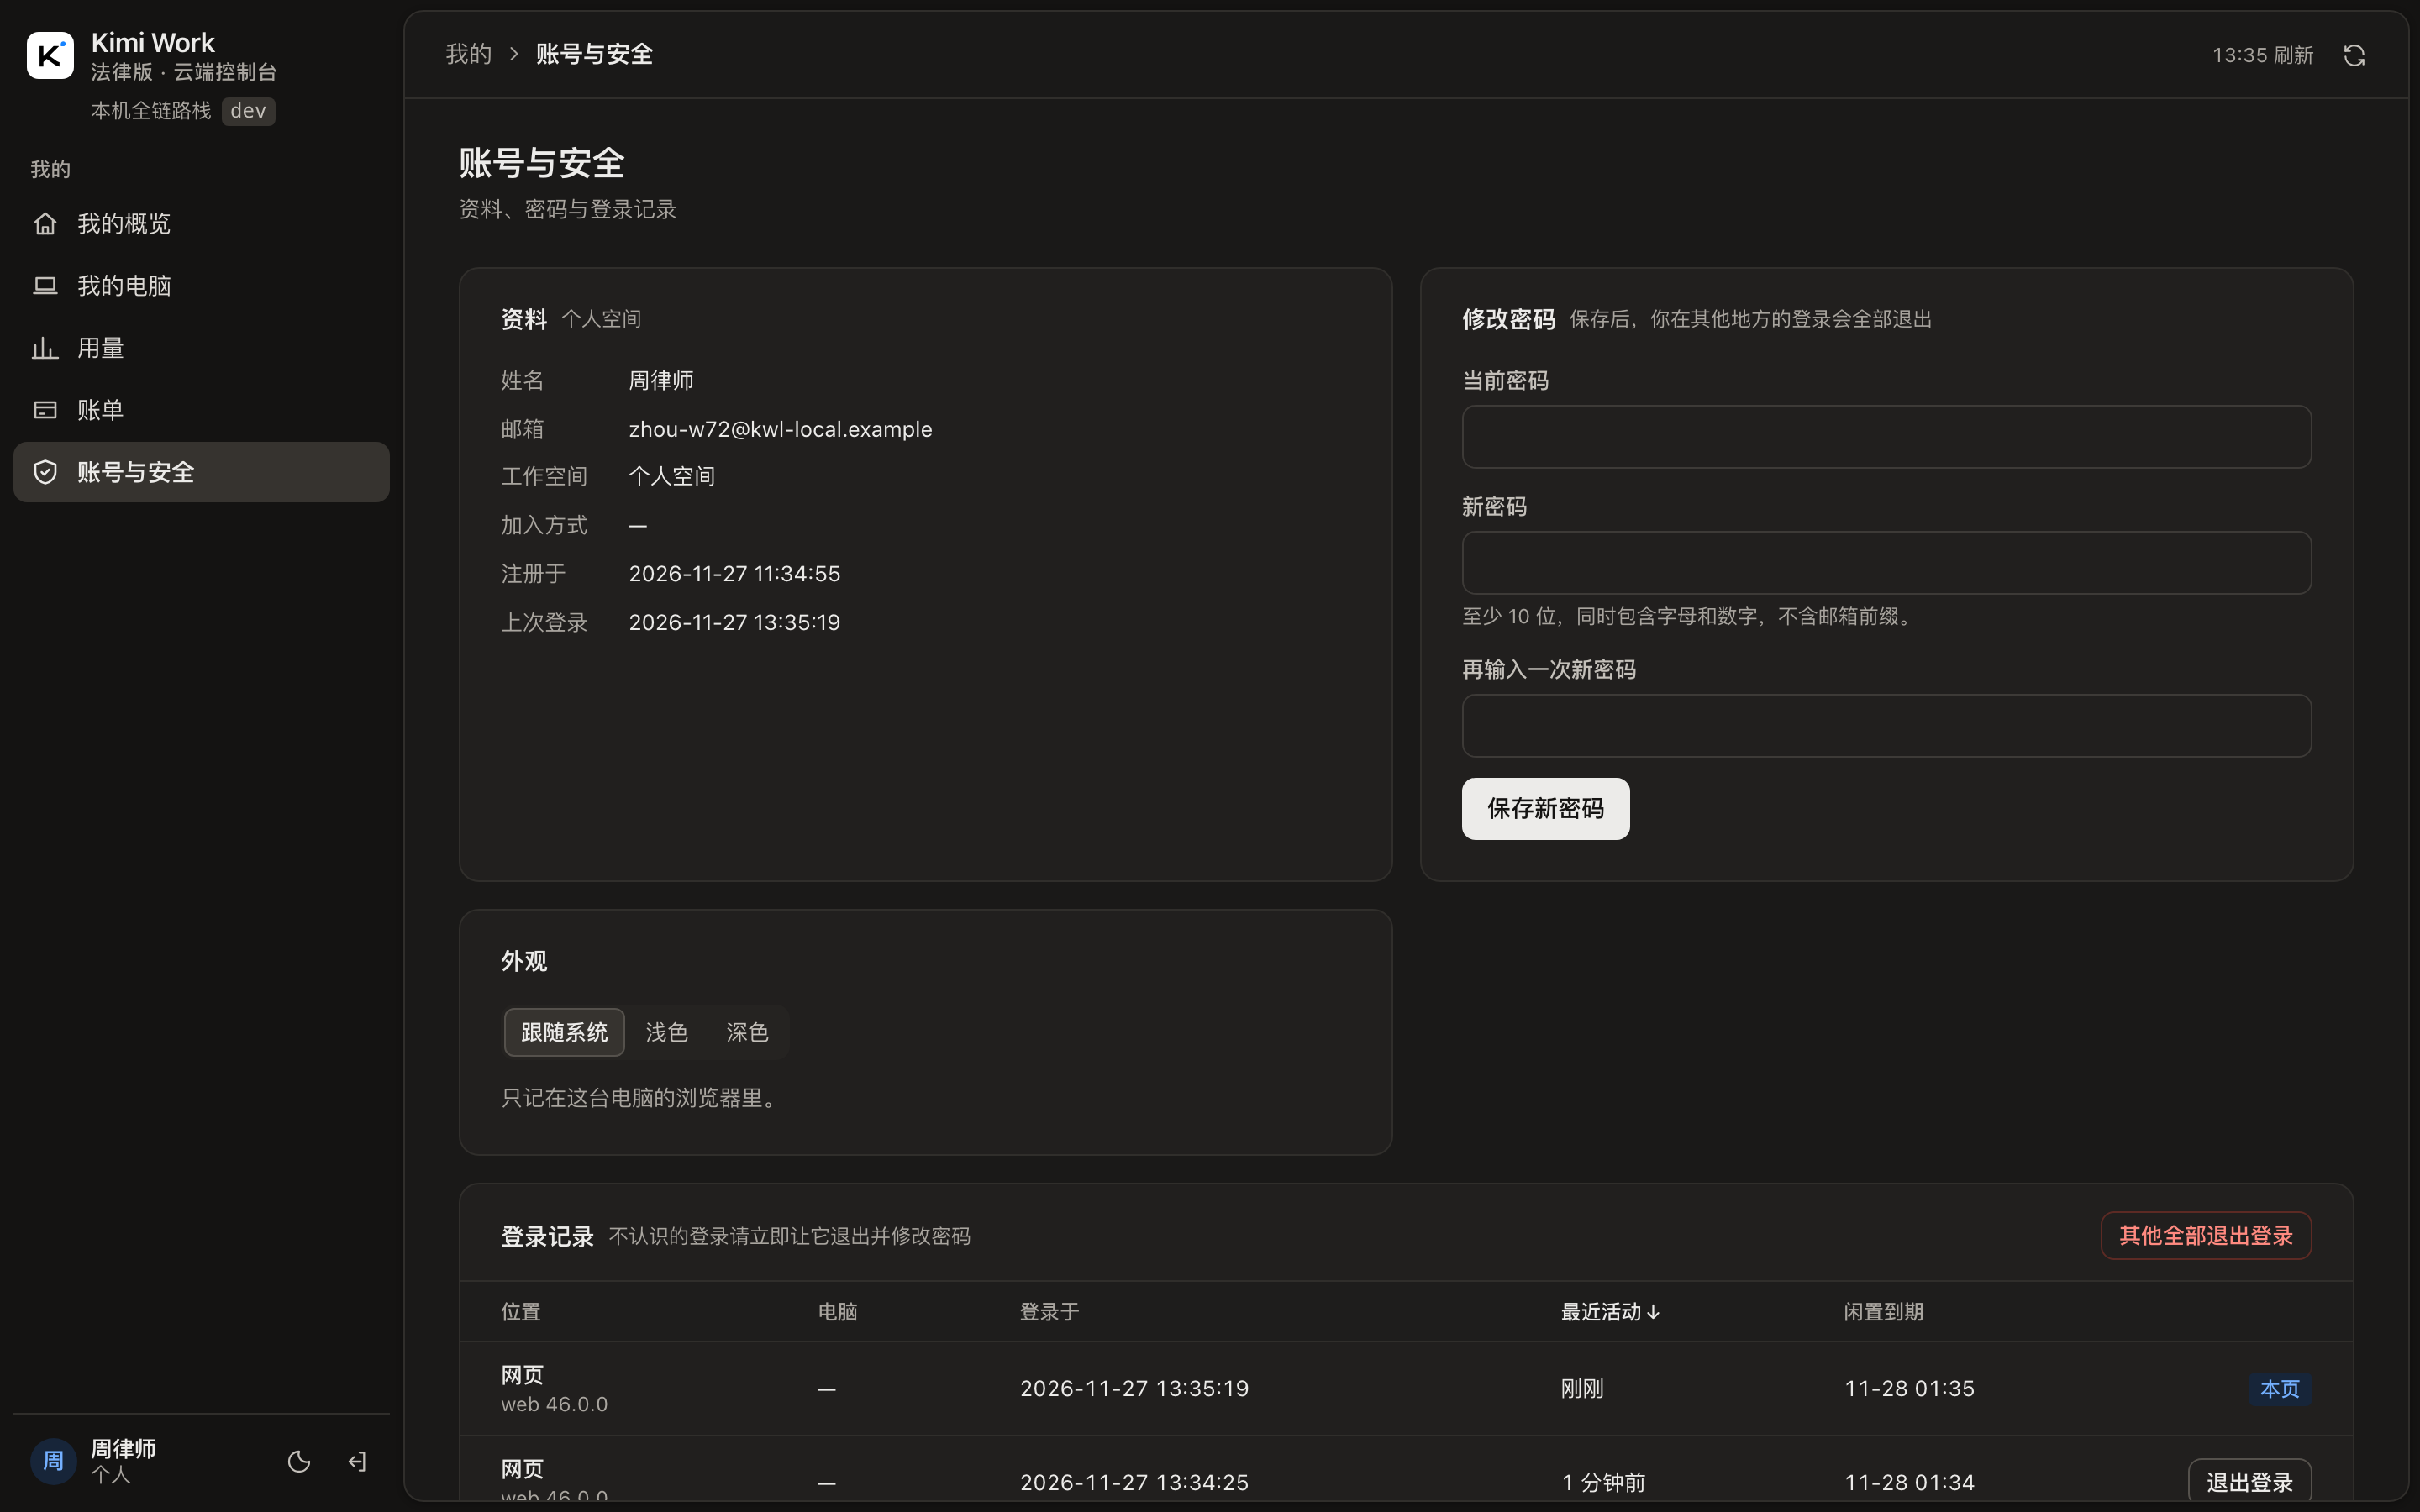 Kimi Work
法律版 · 云端控制台
本机全链路栈 dev
我的
我的概览
我的电脑
用量
账单
账号与安全
周
周律师
个人
我的 > 账号与安全
13:35 刷新
账号与安全
资料、密码与登录记录
资料 个人空间
姓名 周律师
邮箱 zhou-w72@kwl-local.example
工作空间 个人空间
加入方式 —
注册于 2026-11-27 11:34:55
上次登录 2026-11-27 13:35:19
修改密码 保存后，你在其他地方的登录会全部退出
当前密码
新密码
至少 10 位，同时包含字母和数字，不含邮箱前缀。
再输入一次新密码
保存新密码
外观
跟随系统 浅色 深色
只记在这台电脑的浏览器里。
登录记录 不认识的登录请立即让它退出并修改密码 其他全部退出登录
位置 电脑 登录于 最近活动↓ 闲置到期
网页 — 2026-11-27 13:35:19 刚刚 11-28 01:35 本页
web 46.0.0
网页 — 2026-11-27 13:34:25 1 分钟前 11-28 01:34 退出登录
web 46.0.0